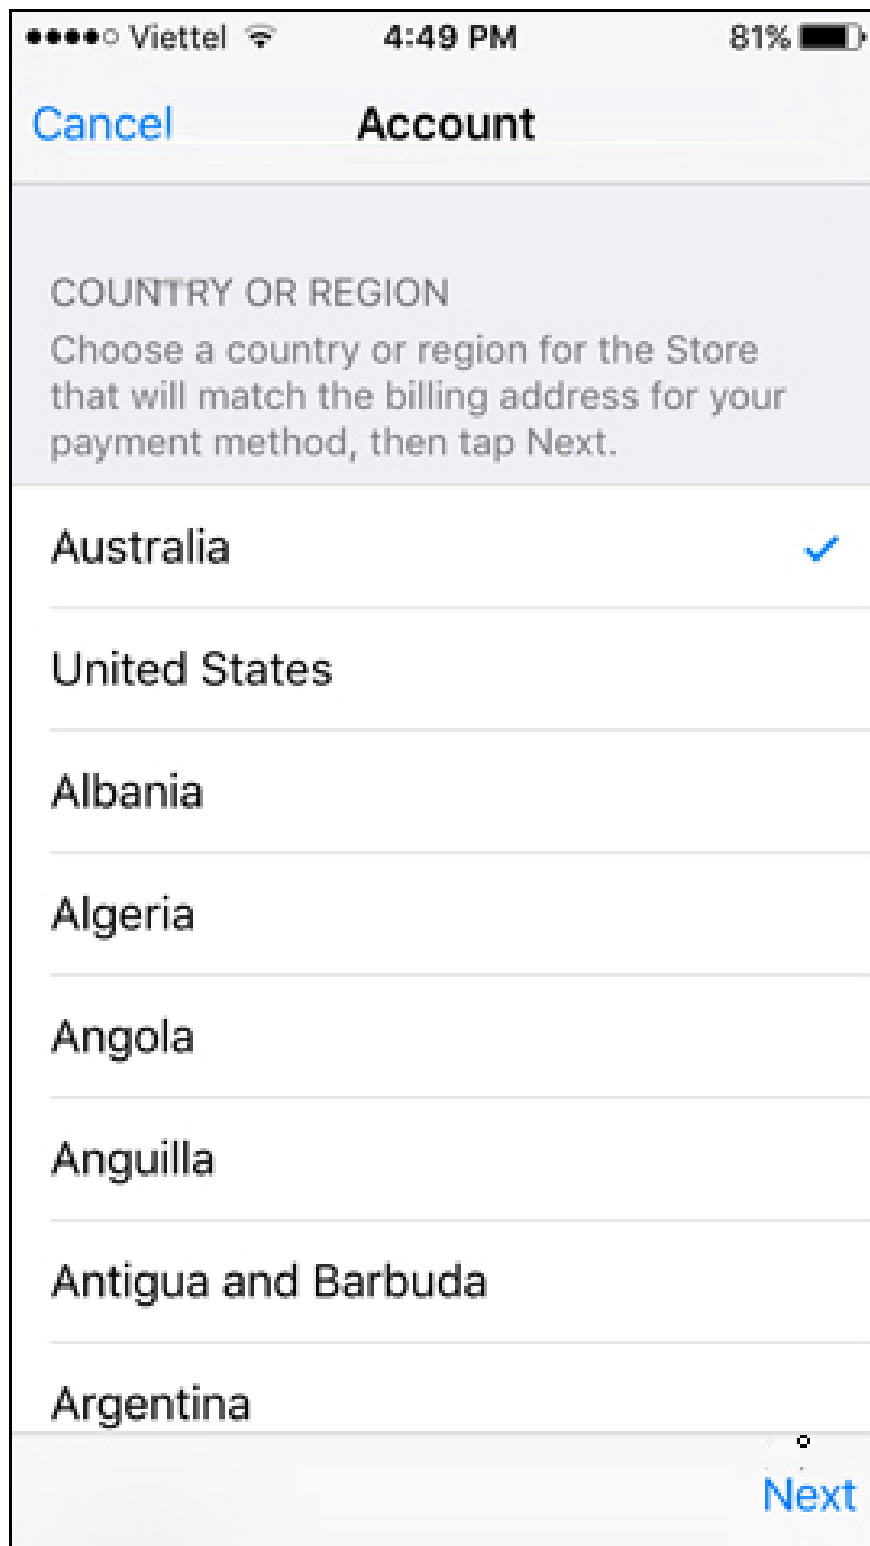 Viettel 4:49 PM 81%
Cancel Account
COUNTRY OR REGION
Choose a country or region for the Store
that will match the billing address for your
payment method, then tap Next.
Australia
United States
Albania
Algeria
Angola
Anguilla
Antigua and Barbuda
Argentina
Next